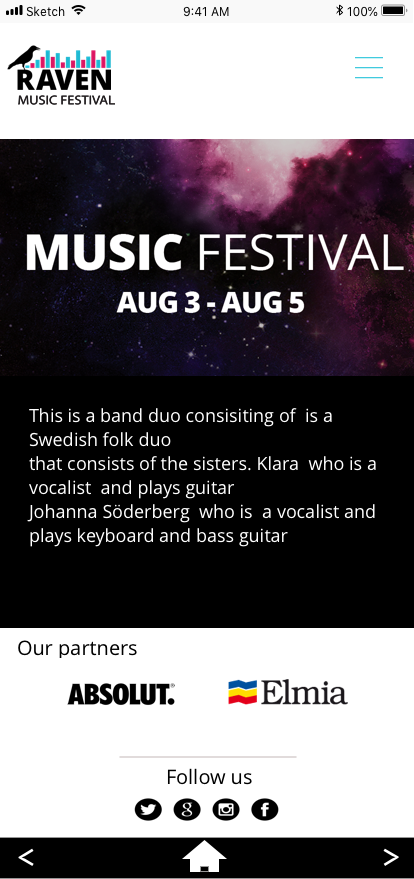 Sketch 9:41 AM 100%
RAVEN
MUSIC FESTIVAL
MUSIC FESTIVAL
AUG 3 - AUG 5
This is a band duo consisiting of  is a
Swedish folk duo
that consists of the sisters. Klara  who is a
vocalist  and plays guitar
Johanna Söderberg  who is  a vocalist and
plays keyboard and bass guitar
Our partners
ABSOLUT.® Elmia
Follow us